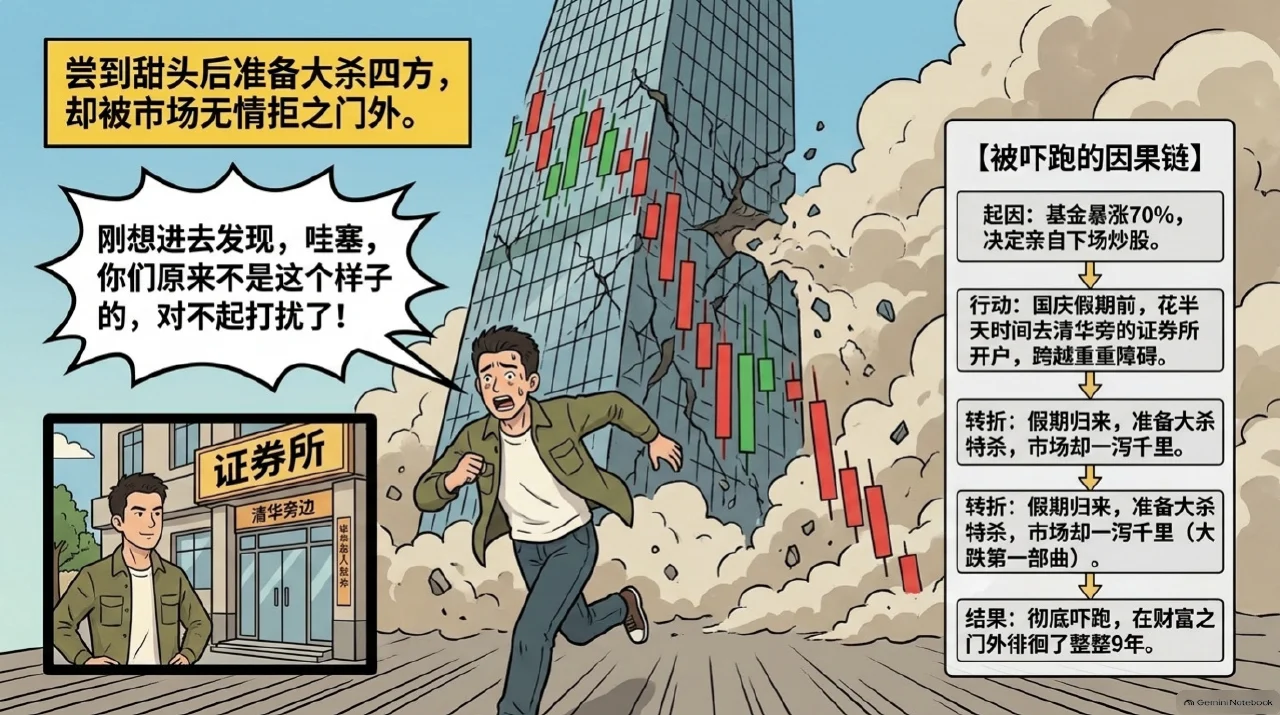 尝到甜头后准备大杀四方，
却被市场无情拒之门外。
刚想进去发现，哇塞，
你们原来不是这个样子
的，对不起打扰了！
证券所
清华旁边
【被吓跑的因果链】
起因：基金暴涨70%，
决定亲自下场炒股。
行动：国庆假期前，花半
天时间去清华旁的证券所
开户，跨越重重障碍。
转折：假期归来，准备大杀
特杀，市场却一泻千里。
转折：假期归来，准备大杀
特杀，市场却一泻千里（大
跌第一部曲）。
结果：彻底吓跑，在财富之
门外徘徊了整整9年。
Gemini Notebook